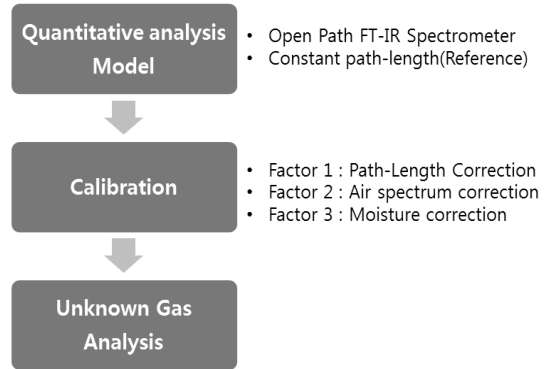 Quantitative analysis
Model
• Open Path FT-IR Spectrometer
• Constant path-length(Reference)
Calibration
• Factor 1 : Path-Length Correction
• Factor 2 : Air spectrum correction
• Factor 3 : Moisture correction
Unknown Gas
Analysis